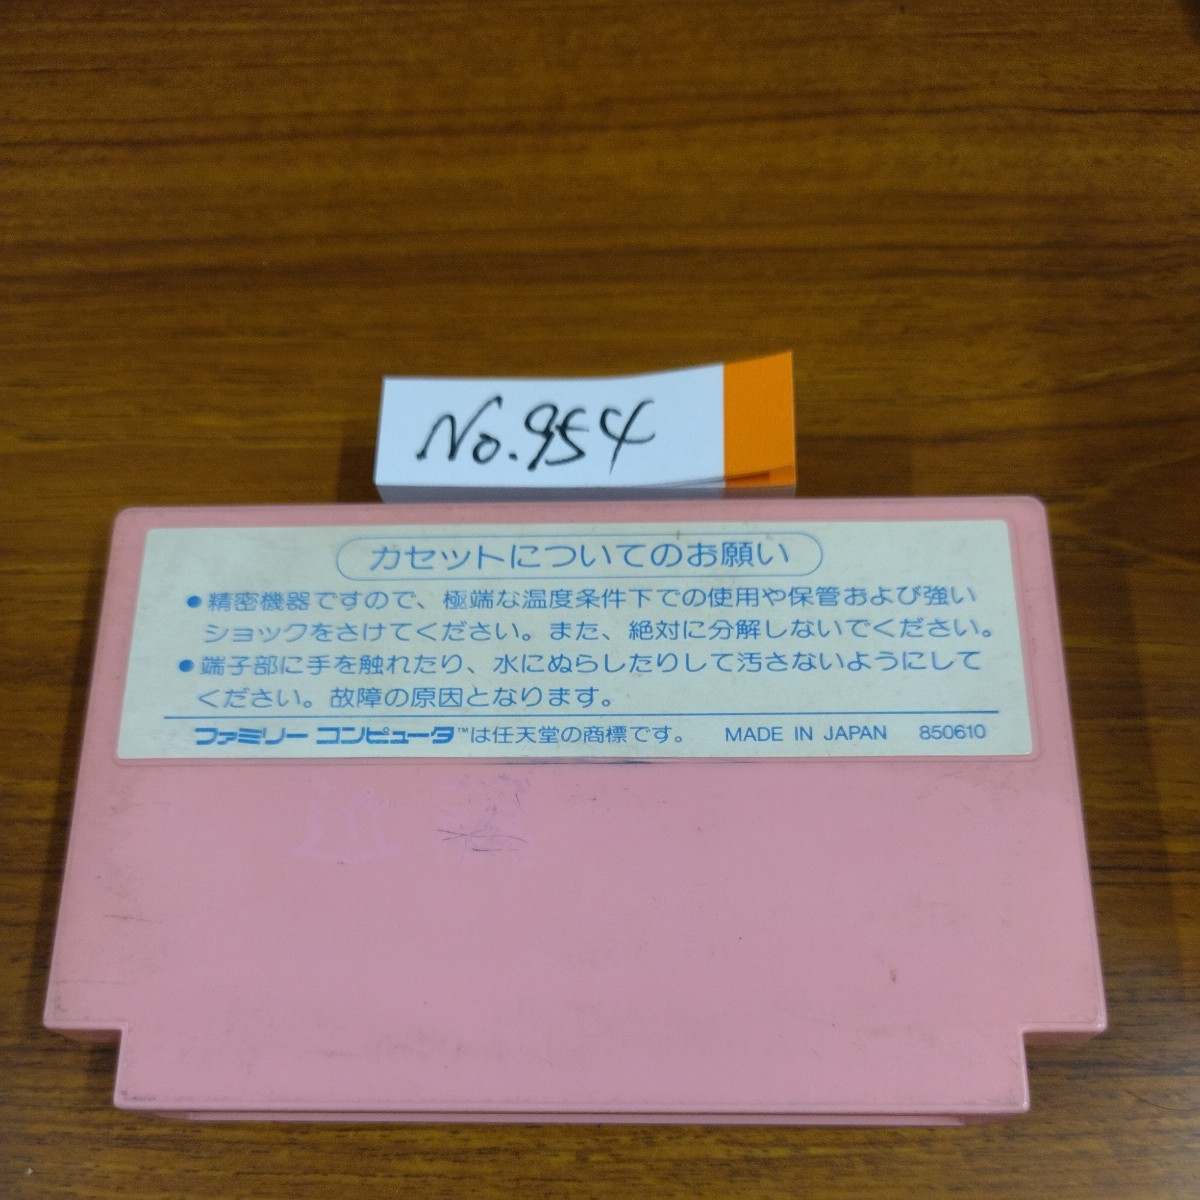 No.954
カセットについてのお願い
●精密機器ですので、極端な温度条件下での使用や保管および強い
ショックをさけてください。また、絶対に分解しないでください。
●端子部に手を触れたり、水にぬらしたりして汚さないようにして
ください。故障の原因となります。
ファミリー コンピュータ™は任天堂の商標です。 MADE IN JAPAN 850610